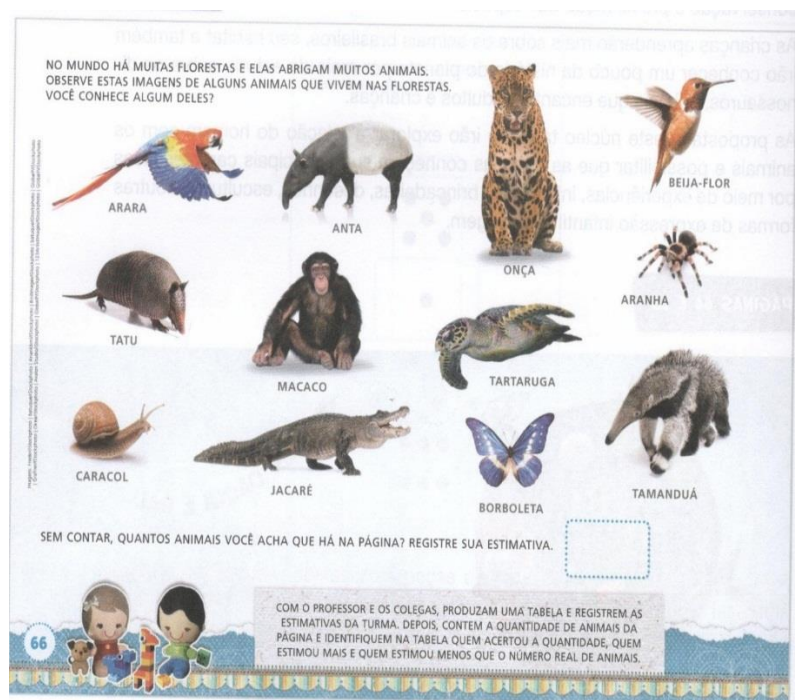 NO MUNDO HÁ MUITAS FLORESTAS E ELAS ABRIGAM MUITOS ANIMAIS.
OBSERVE ESTAS IMAGENS DE ALGUNS ANIMAIS QUE VIVEM NAS FLORESTAS.
VOCÊ CONHECE ALGUM DELES?
ARARA
ANTA
ONÇA
BEIJA-FLOR
TATU
MACACO
TARTARUGA
ARANHA
CARACOL
JACARÉ
BORBOLETA
TAMANDUÁ
SEM CONTAR, QUANTOS ANIMAIS VOCÊ ACHA QUE HÁ NA PÁGINA? REGISTRE SUA ESTIMATIVA.
COM O PROFESSOR E OS COLEGAS, PRODUZAM UMA TABELA E REGISTREM AS
ESTIMATIVAS DA TURMA. DEPOIS, CONTEM A QUANTIDADE DE ANIMAIS DA
PÁGINA E IDENTIFIQUEM NA TABELA QUEM ACERTOU A QUANTIDADE, QUEM
ESTIMOU MAIS E QUEM ESTIMOU MENOS QUE O NÚMERO REAL DE ANIMAIS.
66